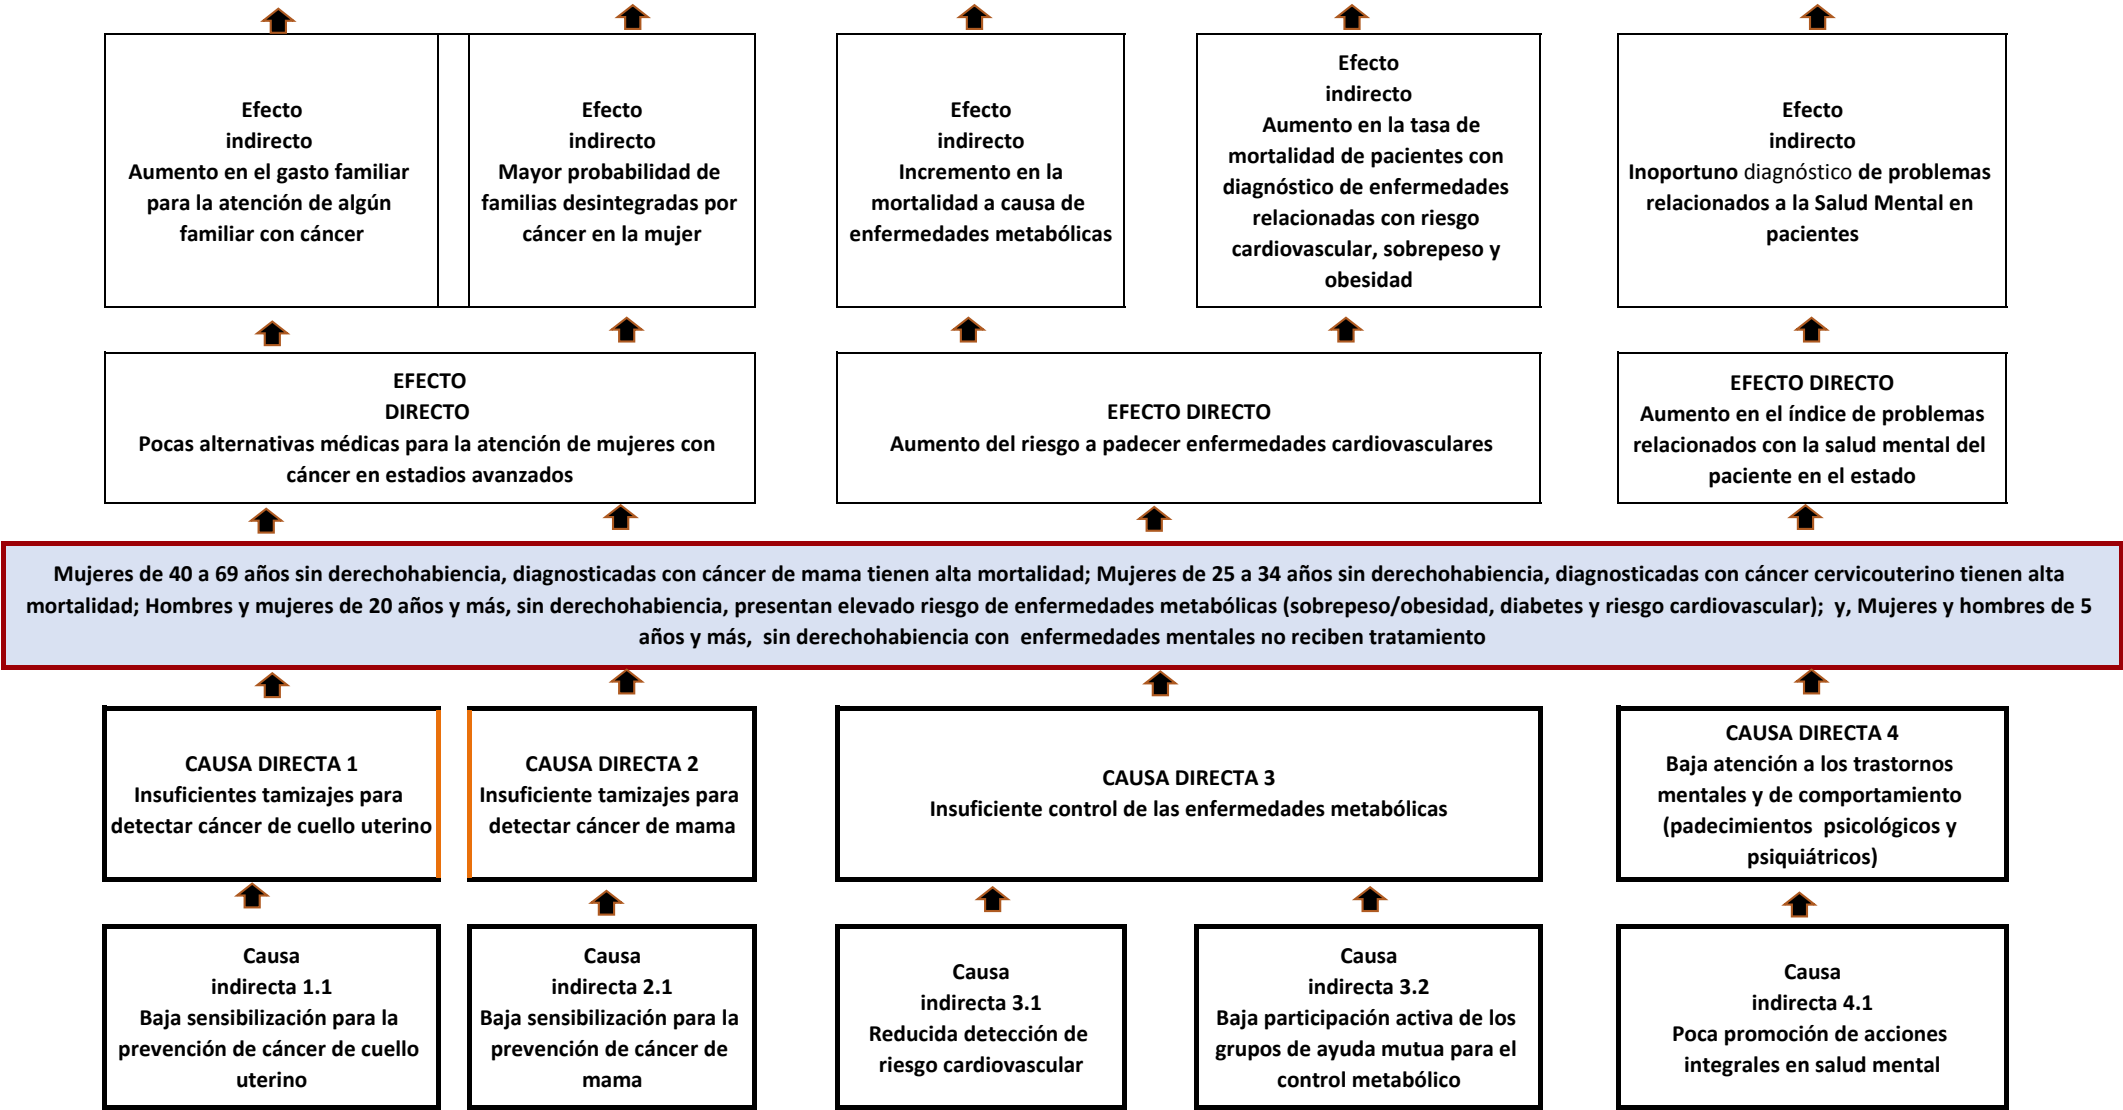 Efecto
indirecto
Aumento en el gasto familiar
para la atención de algún
familiar con cáncer
Efecto
indirecto
Mayor probabilidad de
familias desintegradas por
cáncer en la mujer
Efecto
indirecto
Incremento en la
mortalidad a causa de
enfermedades metabólicas
Efecto
indirecto
Aumento en la tasa de
mortalidad de pacientes con
diagnóstico de enfermedades
relacionadas con riesgo
cardiovascular, sobrepeso y
obesidad
Efecto
indirecto
Inoportuno diagnóstico de problemas
relacionados a la Salud Mental en
pacientes
EFECTO
DIRECTO
Pocas alternativas médicas para la atención de mujeres con
cáncer en estadios avanzados
EFECTO DIRECTO
Aumento del riesgo a padecer enfermedades cardiovasculares
EFECTO DIRECTO
Aumento en el índice de problemas
relacionados con la salud mental del
paciente en el estado
Mujeres de 40 a 69 años sin derechohabiencia, diagnosticadas con cáncer de mama tienen alta mortalidad; Mujeres de 25 a 34 años sin derechohabiencia, diagnosticadas con cáncer cervicouterino tienen alta
mortalidad; Hombres y mujeres de 20 años y más, sin derechohabiencia, presentan elevado riesgo de enfermedades metabólicas (sobrepeso/obesidad, diabetes y riesgo cardiovascular);  y, Mujeres y hombres de 5
años y más,  sin derechohabiencia con  enfermedades mentales no reciben tratamiento
CAUSA DIRECTA 1
Insuficientes tamizajes para
detectar cáncer de cuello uterino
CAUSA DIRECTA 2
Insuficiente tamizajes para
detectar cáncer de mama
CAUSA DIRECTA 3
Insuficiente control de las enfermedades metabólicas
CAUSA DIRECTA 4
Baja atención a los trastornos
mentales y de comportamiento
(padecimientos  psicológicos y
psiquiátricos)
Causa
indirecta 1.1
Baja sensibilización para la
prevención de cáncer de cuello
uterino
Causa
indirecta 2.1
Baja sensibilización para la
prevención de cáncer de
mama
Causa
indirecta 3.1
Reducida detección de
riesgo cardiovascular
Causa
indirecta 3.2
Baja participación activa de los
grupos de ayuda mutua para el
control metabólico
Causa
indirecta 4.1
Poca promoción de acciones
integrales en salud mental